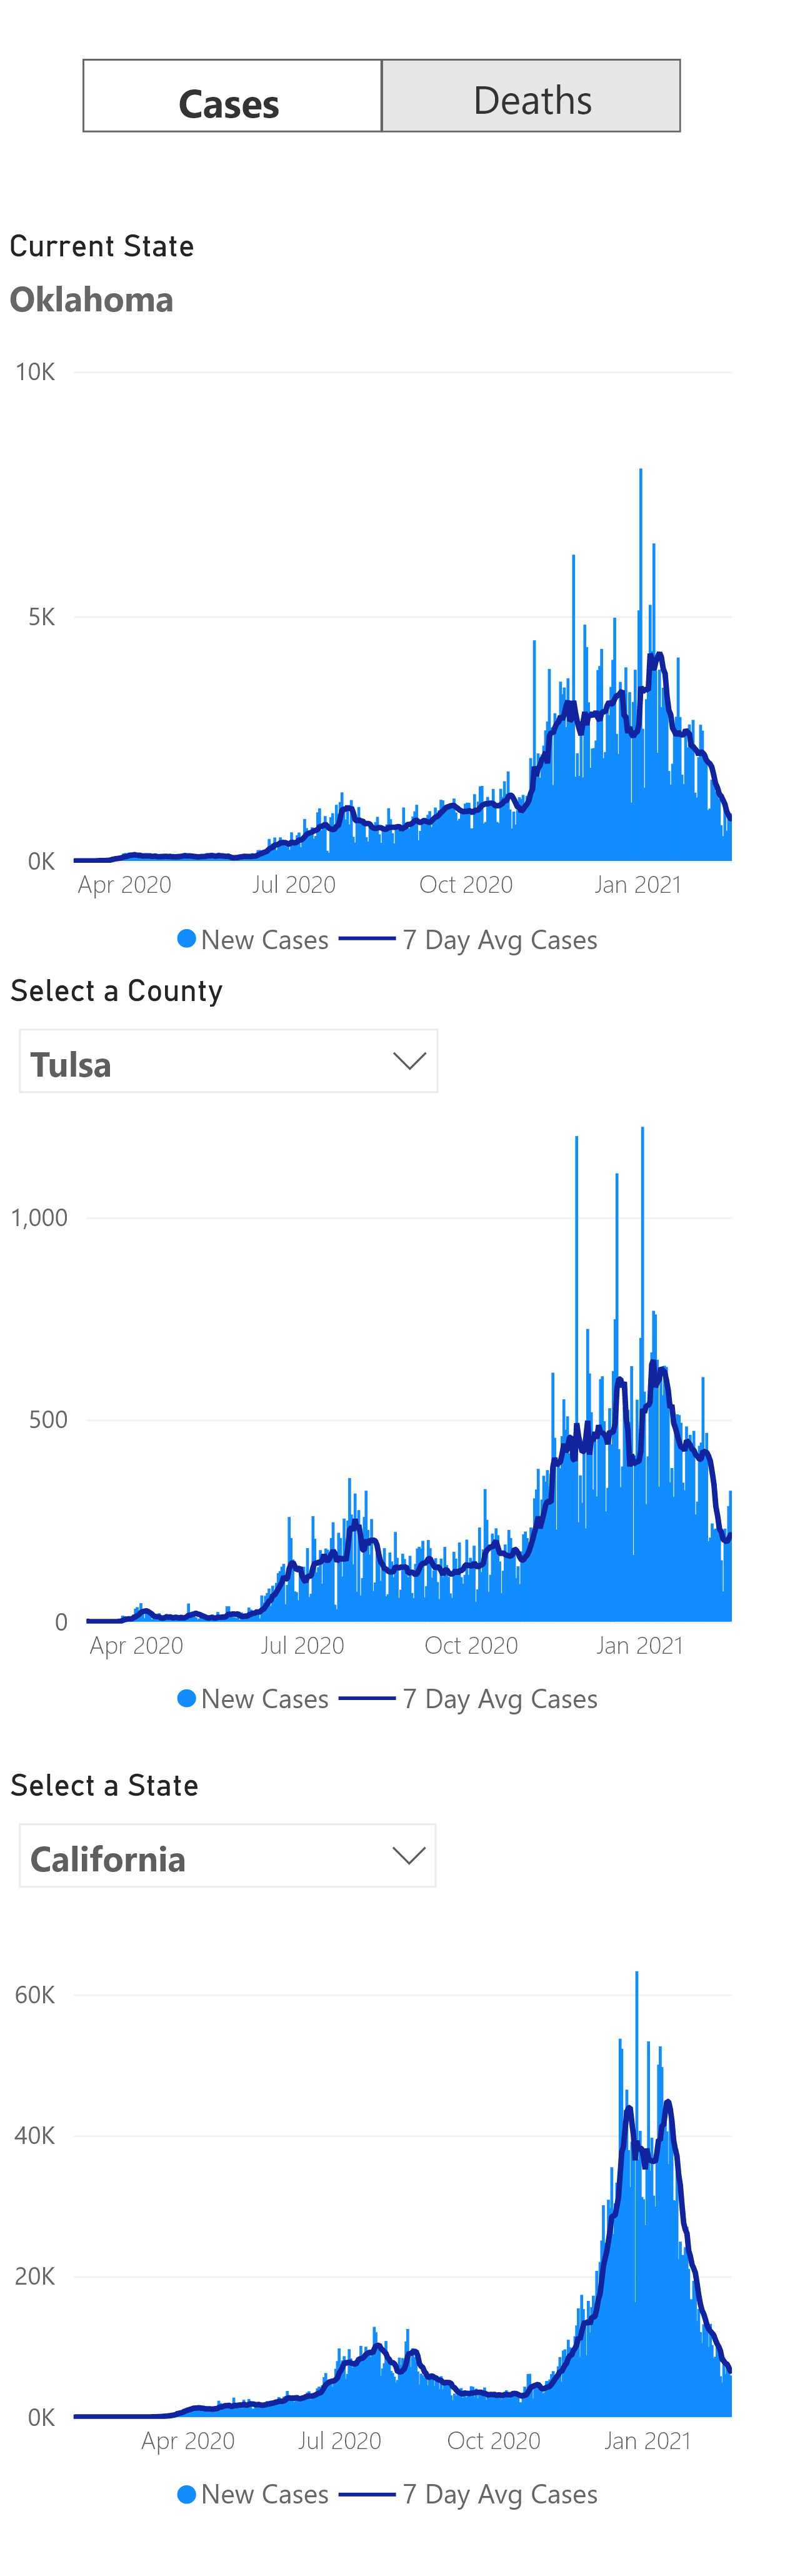 Cases Deaths
Current State
Oklahoma
10K
5K
0K
Apr 2020 Jul 2020 Oct 2020 Jan 2021
New Cases 7 Day Avg Cases
Select a County
Tulsa
1,000
500
0
Apr 2020 Jul 2020 Oct 2020 Jan 2021
New Cases 7 Day Avg Cases
Select a State
California
60K
40K
20K
0K
Apr 2020 Jul 2020 Oct 2020 Jan 2021
New Cases 7 Day Avg Cases